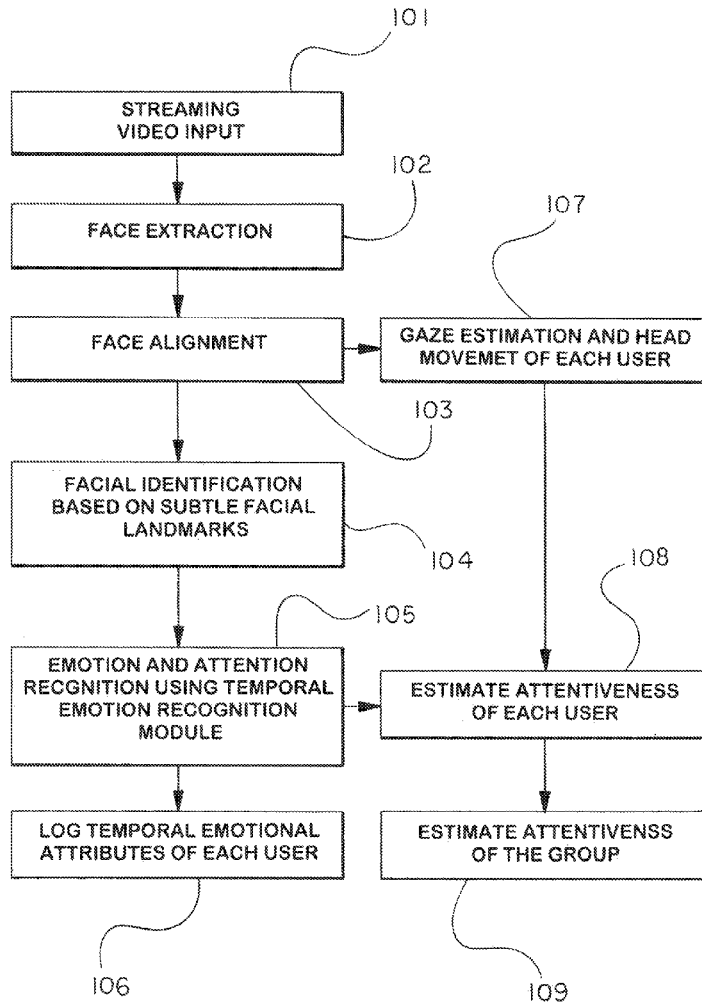 101
STREAMING
VIDEO INPUT
102
FACE EXTRACTION
107
FACE ALIGNMENT
GAZE ESTIMATION AND HEAD
MOVEMET OF EACH USER
103
FACIAL IDENTIFICATION
BASED ON SUBTLE FACIAL
LANDMARKS
104
108
105
EMOTION AND ATTENTION
RECGNITION USING TEMPORAL
EMOTION RECOGNITION
MODULE
ESTIMATE ATTENTIVENESS
OF EACH USER
LOG TEMPORAL EMOTIONAL
ATTRIBUTES OF EACH USER
ESTIMATE ATTENTIVENSS
OF THE GROUP
106
109